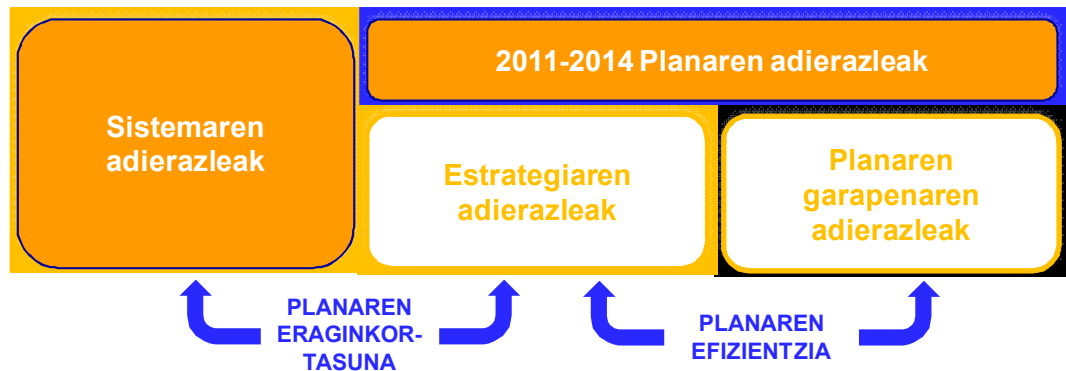 Sistemaren
adierazleak
2011-2014 Planaren adierazleak
Estrategiaren
adierazleak
Planaren
garapenaren
adierazleak
PLANAREN
ERAGINKOR-
TASUNA
PLANAREN
EFIZIENTZIA